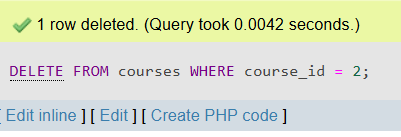 1 row deleted. (Query took 0.0042 seconds.)
DELETE FROM courses WHERE course_id = 2;
[ Edit inline ] [ Edit ] [ Create PHP code ]